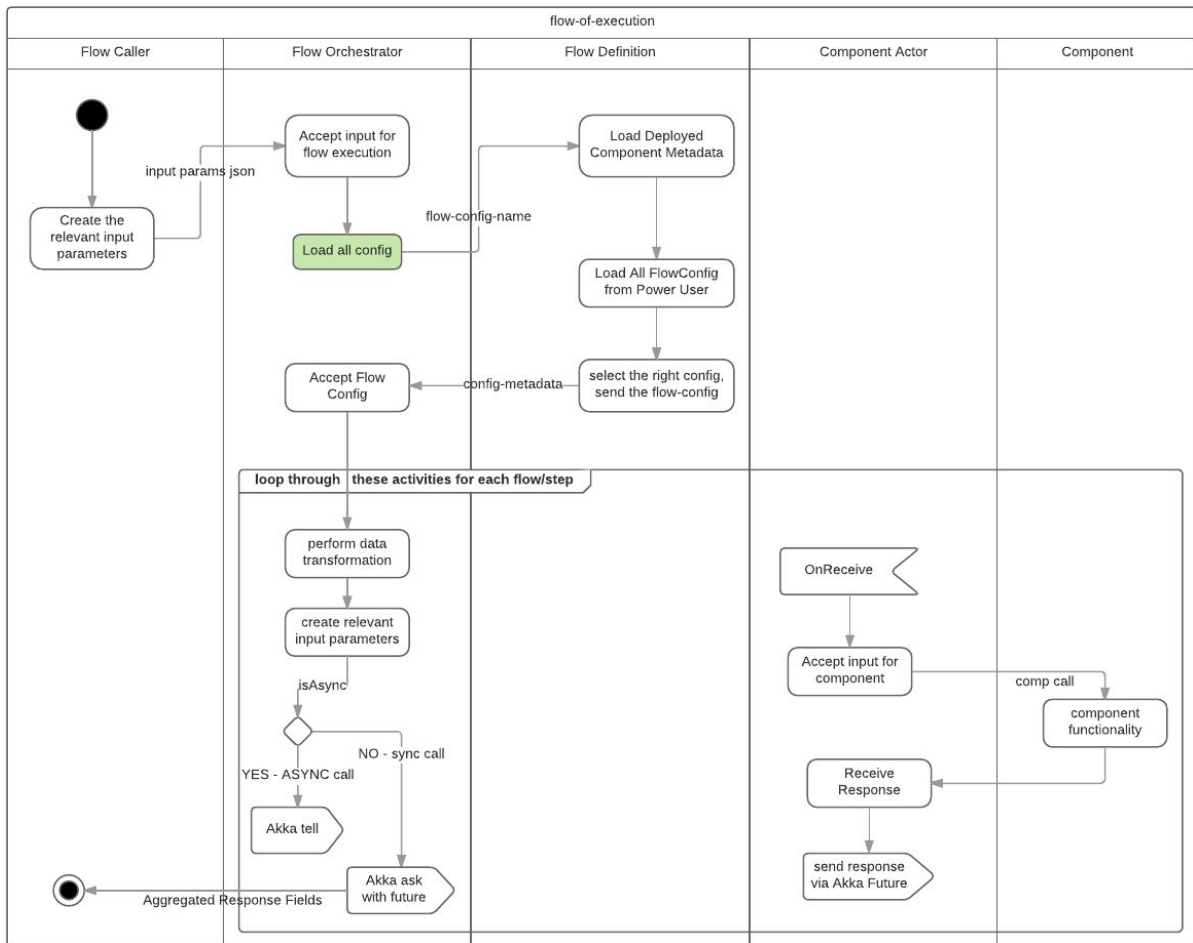 flow-of-execution
Flow Caller
Flow Orchestrator
Flow Definition
Component Actor
Component
Accept input for
flow execution
Load Deployed
Component Metadata
input params json
Create the
relevant input
parameters
flow-config-name
Load all config
Load All FlowConfig
from Power User
Accept Flow
Config
config-metadata
select the right config,
send the flow-config
loop through these activities for each flow/step
perform data
transformation
OnReceive
create relevant
input parameters
Accept input for
component
isAsync
comp call
component
functionality
NO - sync call
YES - ASYNC call
Receive
Response
Akka tell
Akka ask
with future
send response
via Akka Future
Aggregated Response Fields